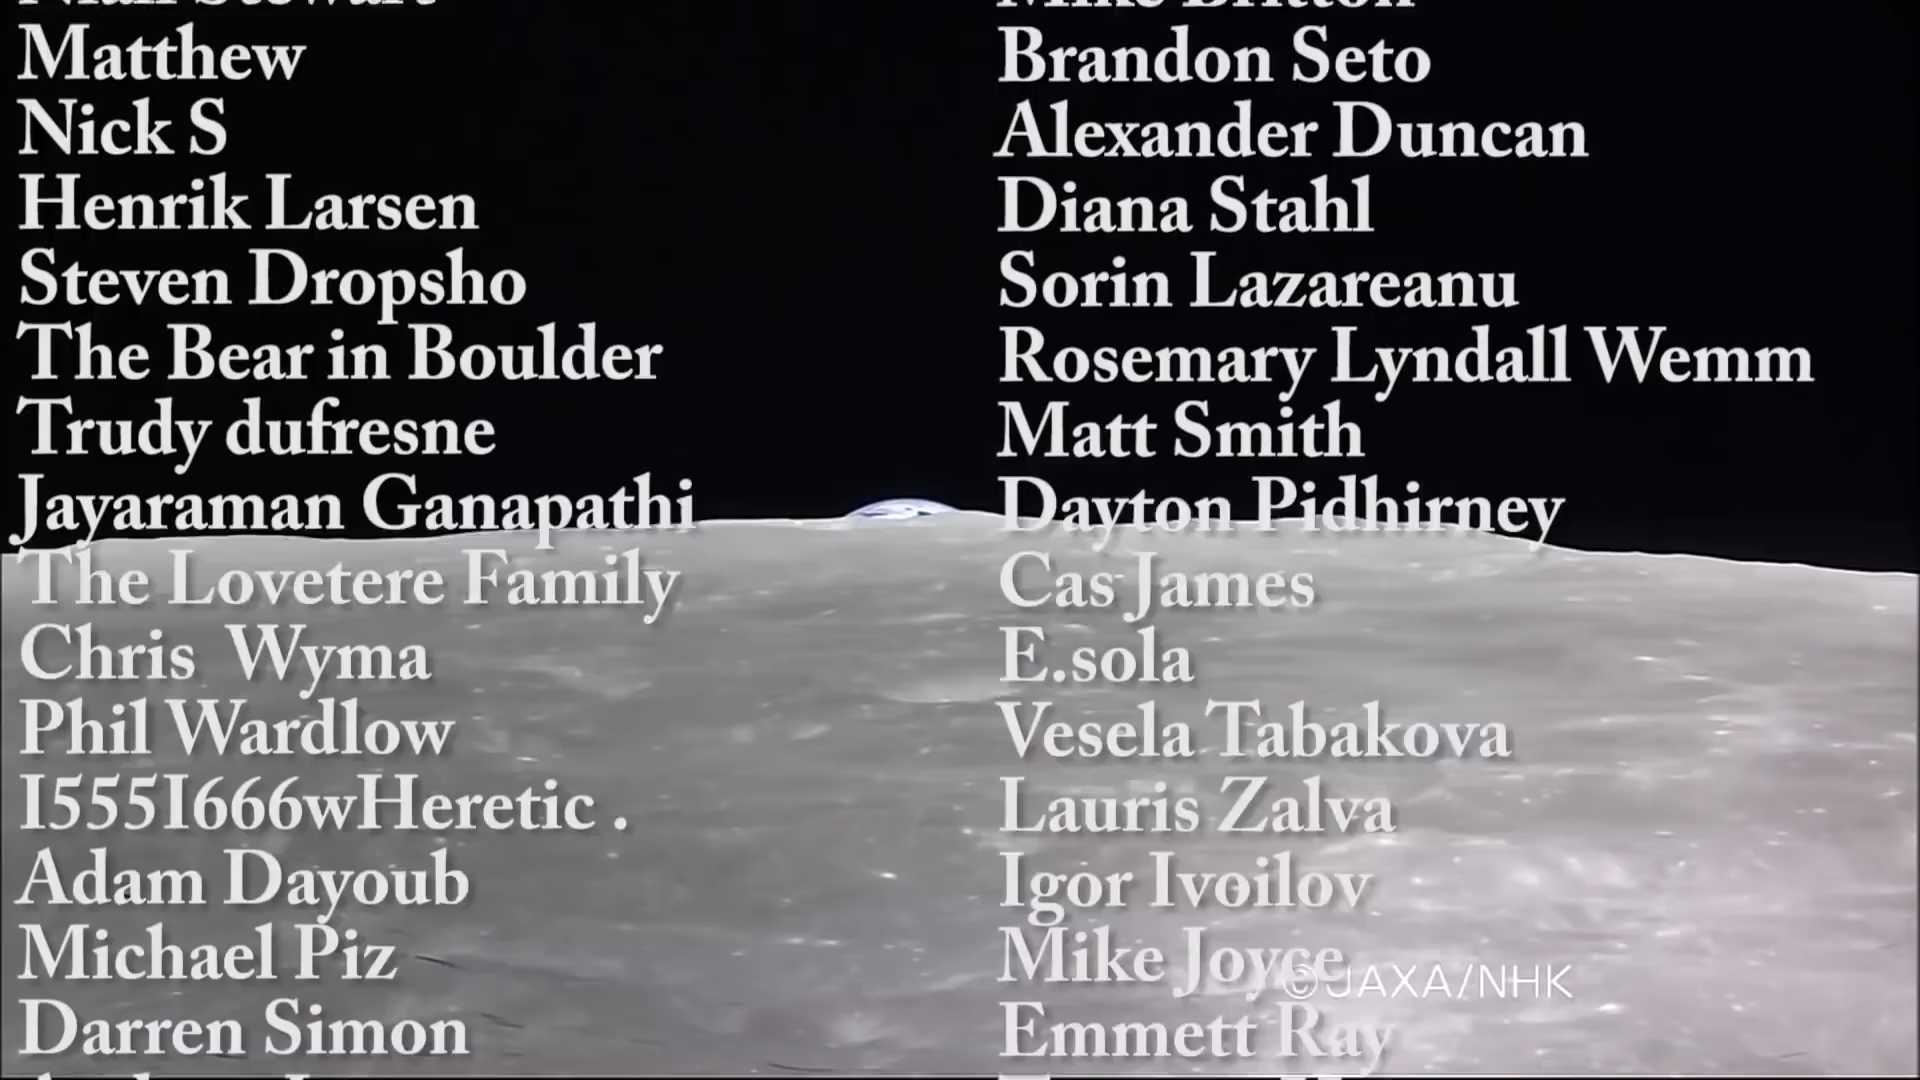 Matthew
Nick S
Henrik Larsen
Steven Dropsho
The Bear in Boulder
Trudy dufresne
Jayaraman Ganapathi
The Lovetere Family
Chris  Wyma
Phil Wardlow
I555I666wHeretic .
Adam Dayoub
Michael Piz
Darren Simon
Mike Britton
Brandon Seto
Alexander Duncan
Diana Stahl
Sorin Lazareanu
Rosemary Lyndall Wemm
Matt Smith
Dayton Pidhirney
Cas James
E.sola
Vesela Tabakova
Lauris Zalva
Igor Ivoilov
Mike Joyce
©JAXA/NHK
Emmett Ray